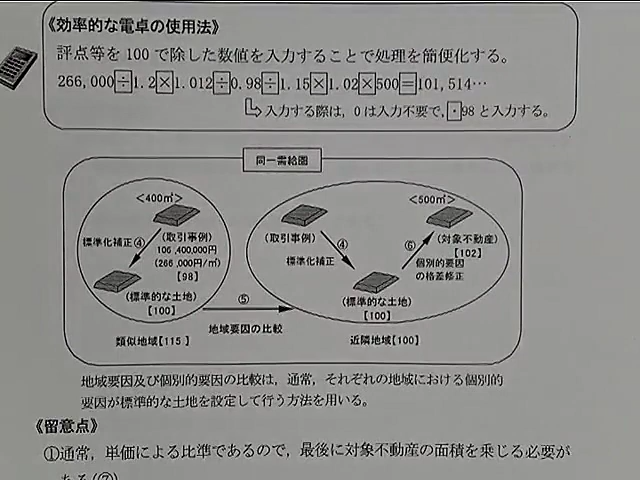 《効率的な電卓の使用法》
評点等を100で除した数値を入力することで処理を簡便化する。
266,000÷1.2×1.012÷0.98÷1.15×1.02×500=101,514…
入力する際は，0は入力不要で，・98と入力する。
同一需給圏
<400㎡>
<500㎡>
標準化補正④
(取引事例)
106,400,000円
(266,000円/㎡)
[98]
(標準的な土地)
[100]
類似地域[115]
⑤
地域要因の比較
(取引事例)
④
標準化補正
(標準的な土地)
[100]
⑥
個別的要因
の格差修正
(対象不動産)
[102]
近隣地域[100]
地域要因及び個別的要因の比較は，通常，それぞれの地域における個別的
要因が標準的な土地を設定して行う方法を用いる。
《留意点》
①通常，単価による比準であるので，最後に対象不動産の面積を乗じる必要が
ある(⑦)